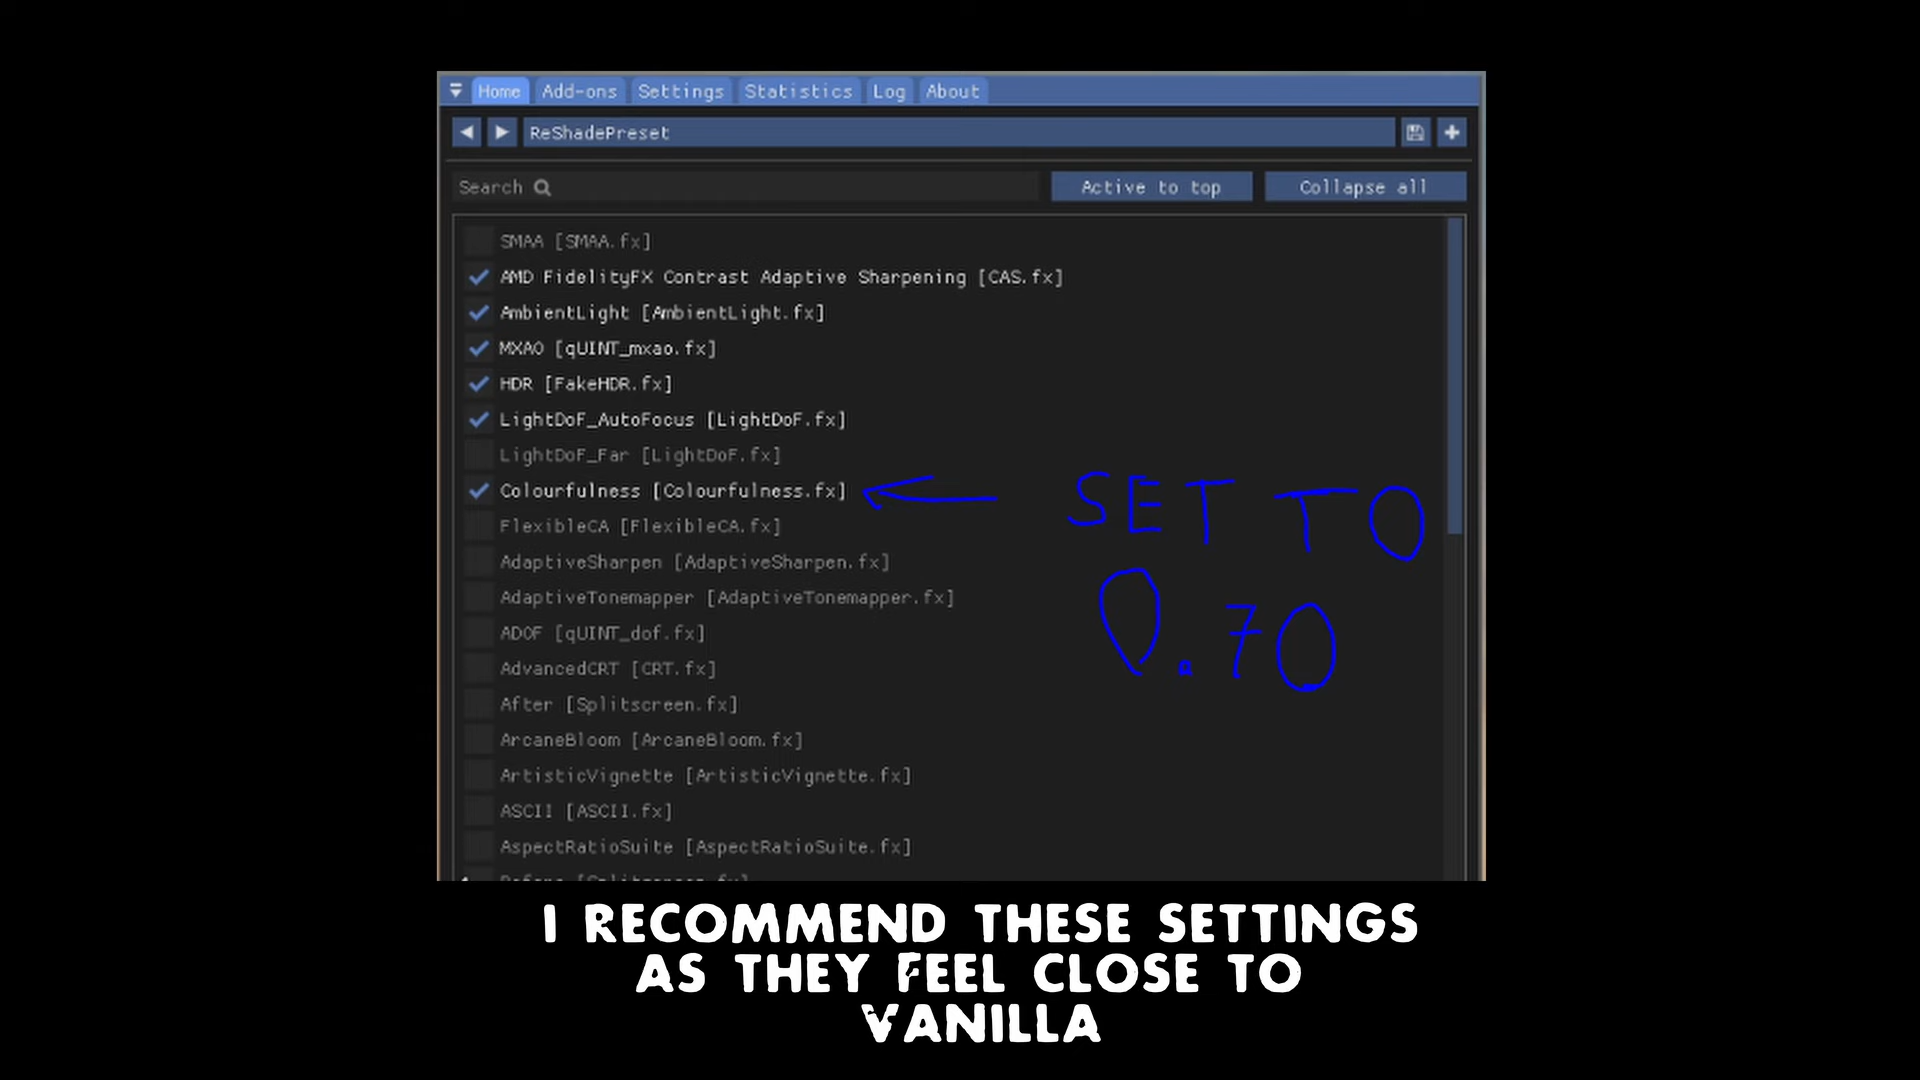 Home Add-ons Settings Statistics Log About
ReShadePreset
Search Active to top Collapse all
SMAA [SMAA.fx]
AMD FidelityFX Contrast Adaptive Sharpening [CAS.fx]
AmbientLight [AmbientLight.fx]
MXAO [qUINT_mxao.fx]
HDR [FakeHDR.fx]
LightDoF_AutoFocus [LightDoF.fx]
LightDoF_Far [LightDoF.fx]
Colourfulness [Colourfulness.fx] SET TO
FlexibleCA [FlexibleCA.fx]
AdaptiveSharpen [AdaptiveSharpen.fx]
AdaptiveTonemapper [AdaptiveTonemapper.fx]
0.70
ADOF [qUINT_dof.fx]
AdvancedCRT [CRT.fx]
After [Splitscreen.fx]
ArcaneBloom [ArcaneBloom.fx]
ArtisticVignette [ArtisticVignette.fx]
ASCII [ASCII.fx]
AspectRatioSuite [AspectRatioSuite.fx]
I RECOMMEND THESE SETTINGS
AS THEY FEEL CLOSE TO
VANILLA